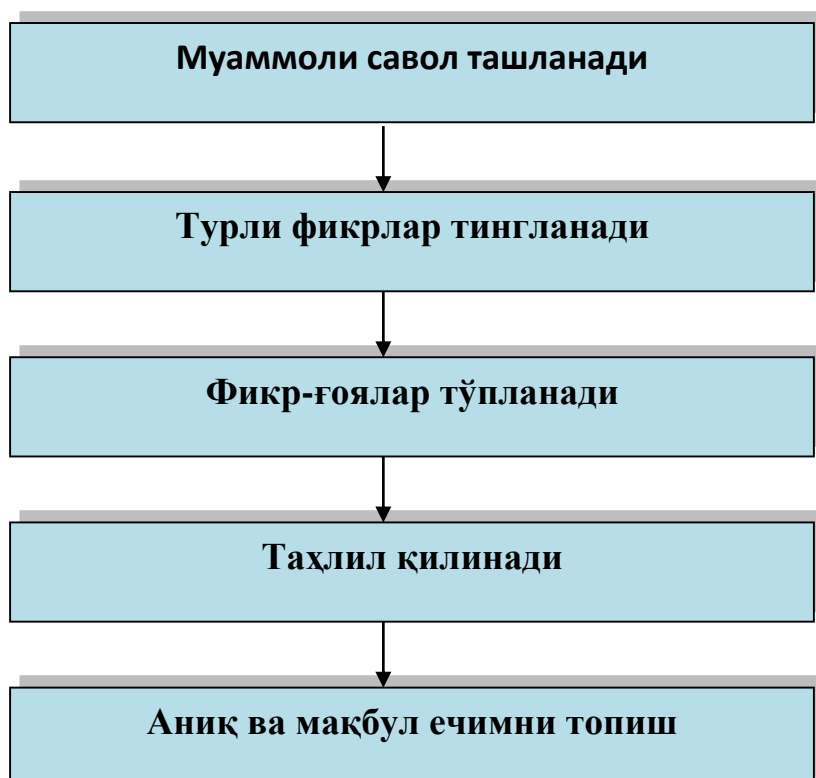 Муаммоли савол ташланади
Турли фикрлар тингланади
Фикр-ғоялар тўпланади
Таҳлил қилинади
Аниқ ва мақбул ечимни топиш